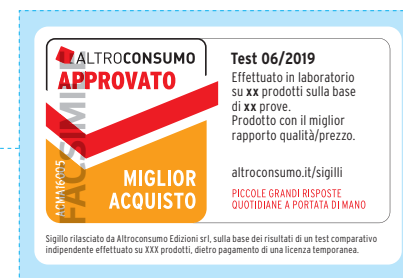 ALTROCONSUMO
APPROVATO
FACSIMILE
ACMA16005
MIGLIOR
ACQUISTO
Test 06/2019
Effettuato in laboratorio
su xx prodotti sulla base
di xx prove.
Prodotto con il miglior
rapporto qualità/prezzo.
altroconsumo.it/sigilli
PICCOLE GRANDI RISPOSTE
QUOTIDIANE A PORTATA DI MANO
Sigillo rilasciato da Altroconsumo Edizioni srl, sulla base dei risultati di un test comparativo
indipendente effettuato su XXX prodotti, dietro pagamento di una licenza temporanea.